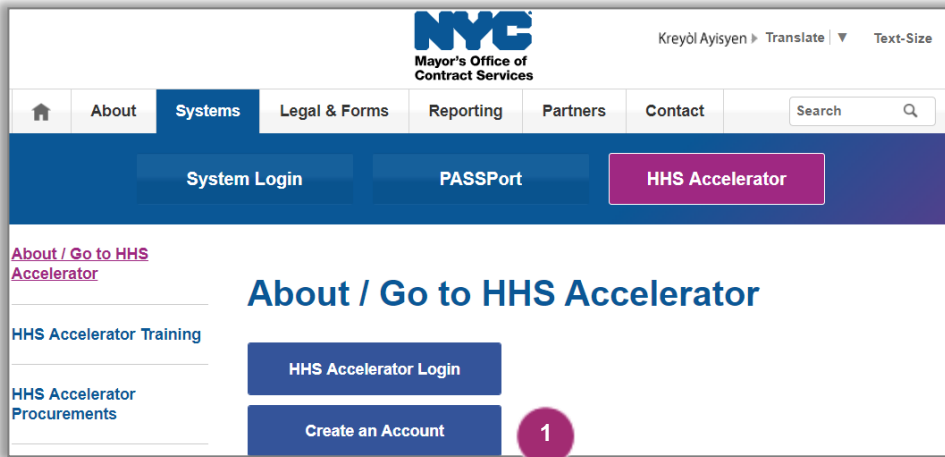 NYC
Mayor's Office of
Contract Services
Kreyòl Ayisyen Translate Text-Size
About Systems Legal & Forms Reporting Partners Contact Search
System Login PASSPort HHS Accelerator
About / Go to HHS
Accelerator
HHS Accelerator Training
HHS Accelerator
Procurements
About / Go to HHS Accelerator
HHS Accelerator Login
Create an Account 1